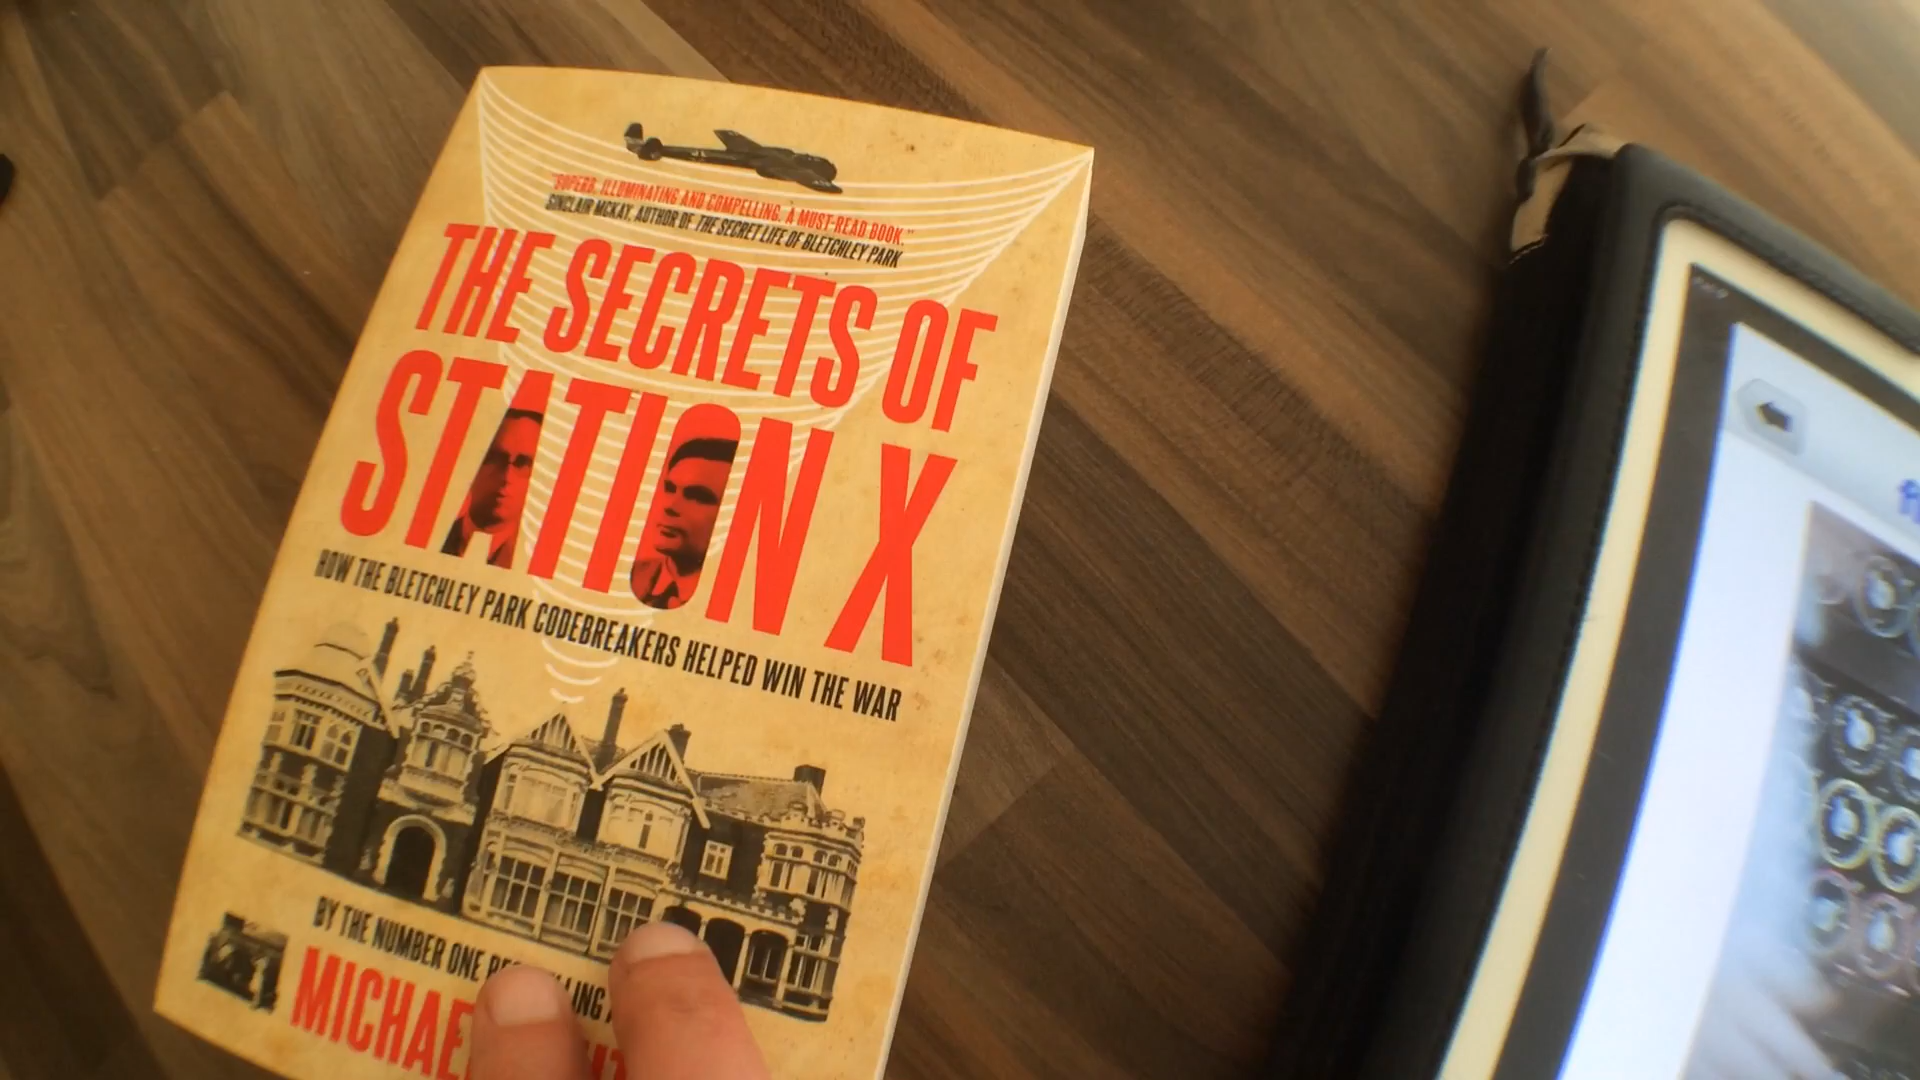 "SUPERB, ILLUMINATING AND COMPELLING. A MUST-READ BOOK."
SINCLAIR MCKAY, AUTHOR OF THE SECRET LIFE OF BLETCHLEY PARK
THE SECRETS OF
STATION X
HOW THE BLETCHLEY PARK CODEBREAKERS HELPED WIN THE WAR
BY THE NUMBER ONE
MICHAE